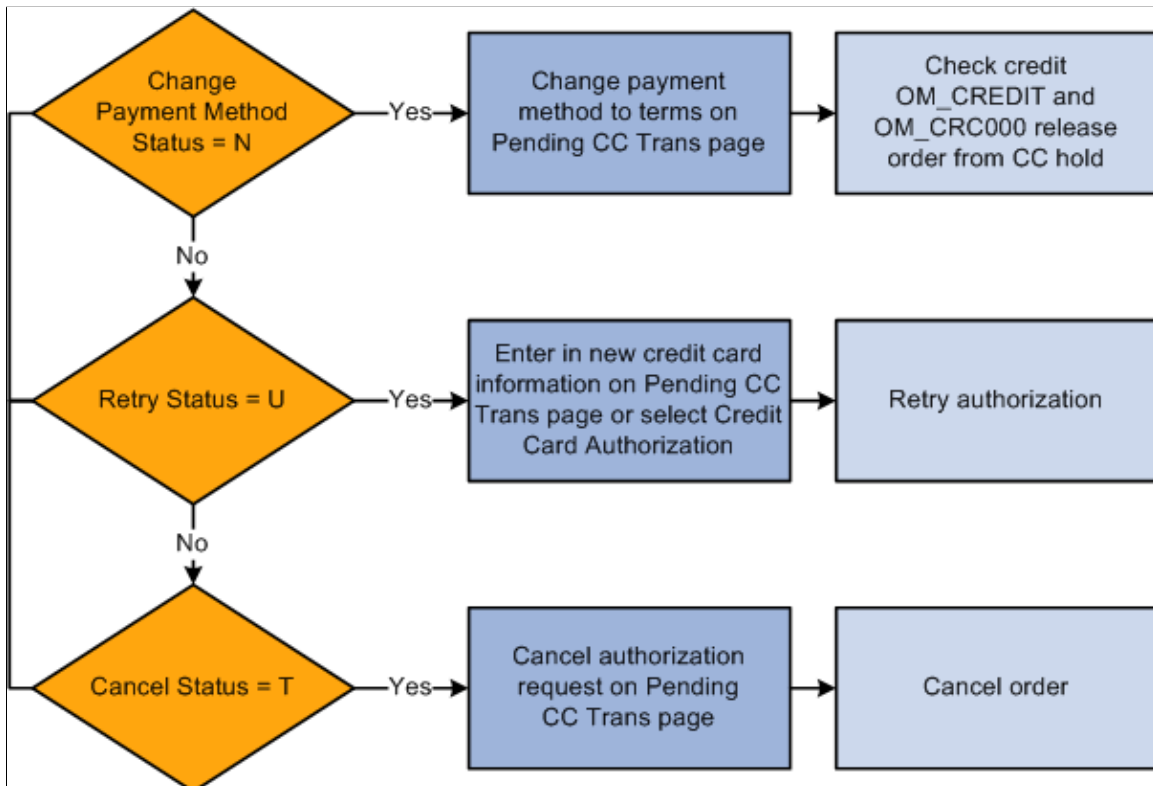 Change
Payment Method
Status = N
Yes
Change payment
method to terms on
Pending CC Trans page
Check credit
OM_CREDIT and
OM_CRC000 release
order from CC hold
No
Retry Status = U
Yes
Enter in new credit card
information on Pending CC
Trans page or select Credit
Card Authorization
Retry authorization
No
Cancel Status = T
Yes
Cancel authorization
request on Pending
CC Trans page
Cancel order